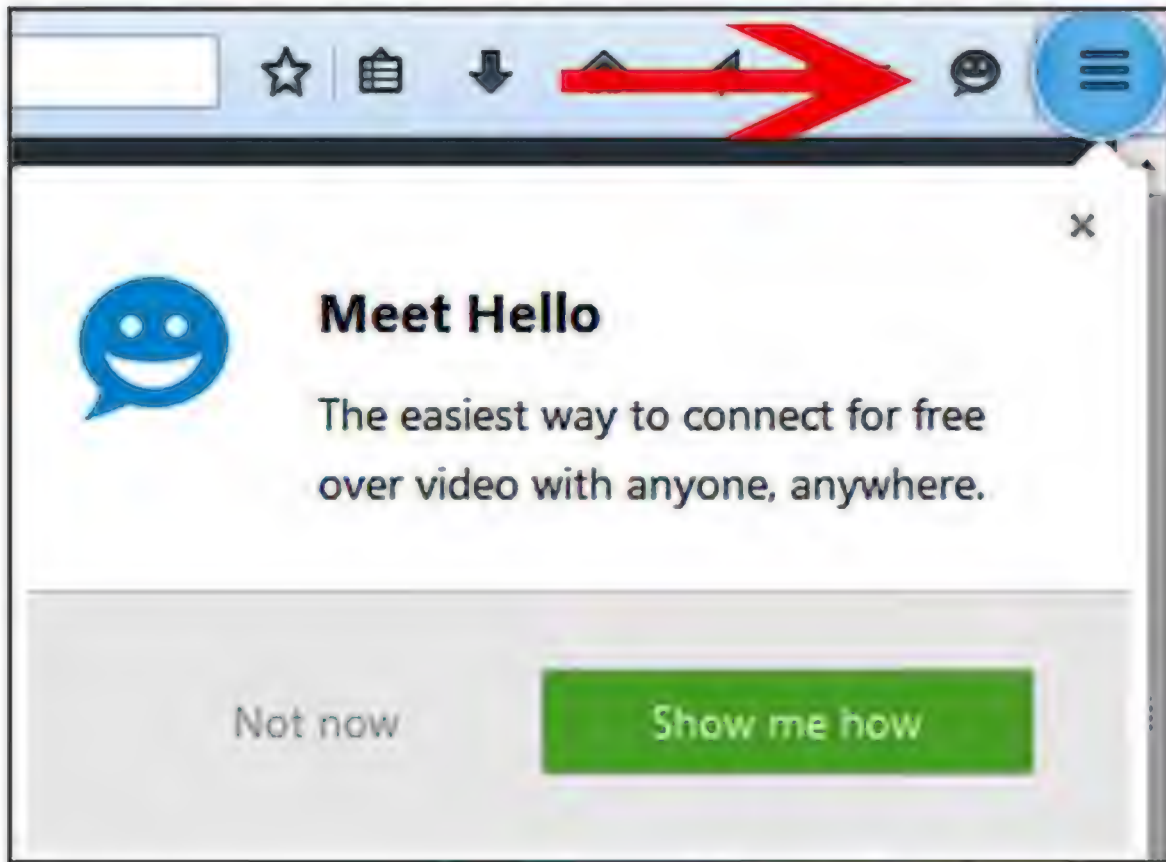 Meet Hello
The easiest way to connect for free
over video with anyone, anywhere.
Not now
Show me how